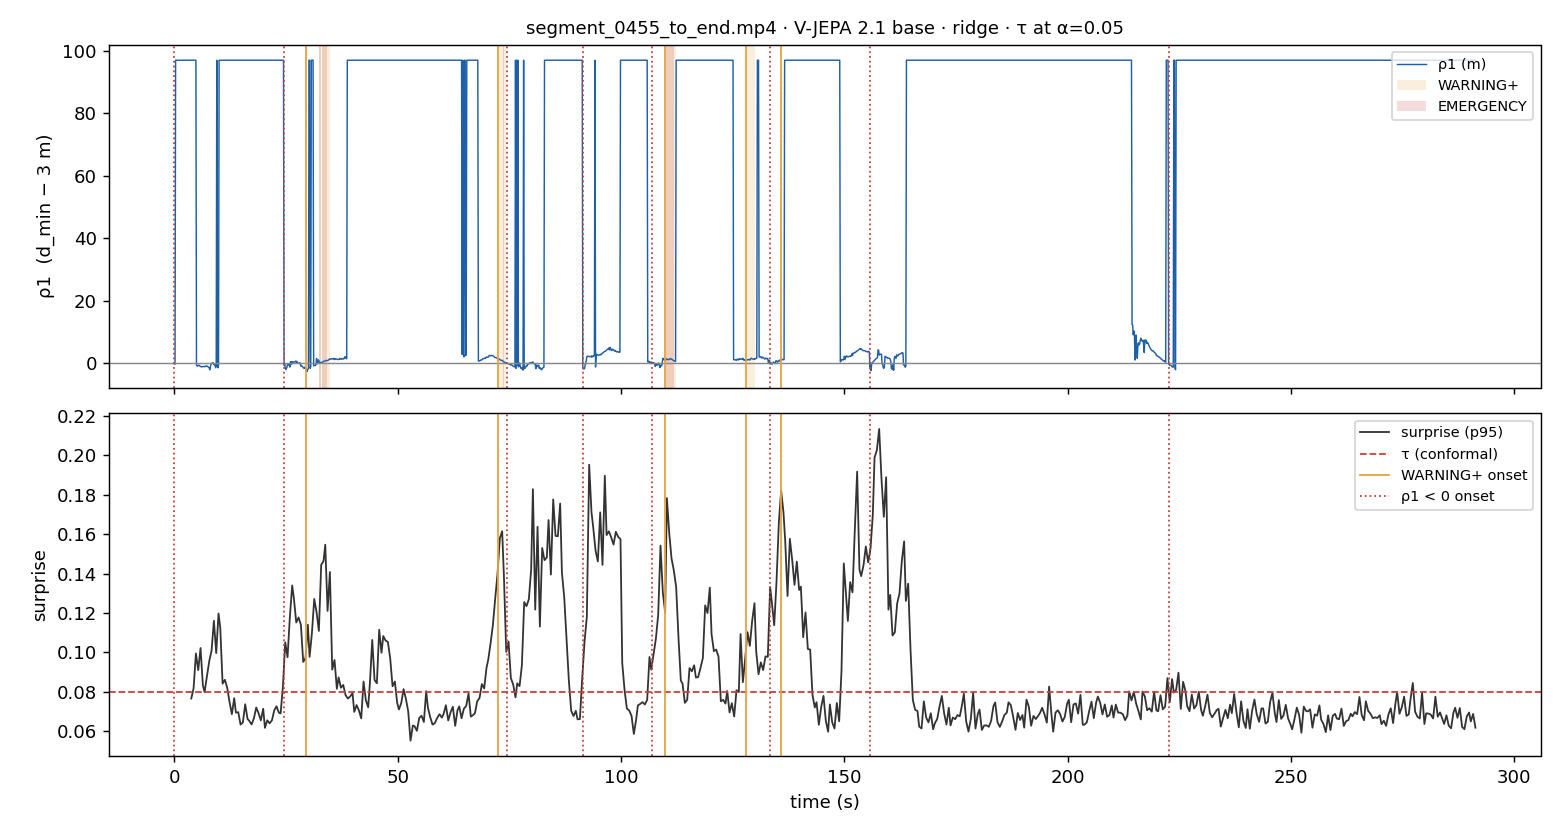 segment_0455_to_end.mp4 · V-JEPA 2.1 base · ridge · τ at α=0.05
ρ1 (d_min − 3 m)
100
80
60
40
20
0
ρ1 (m)
WARNING+
EMERGENCY
surprise
0.22
0.20
0.18
0.16
0.14
0.12
0.10
0.08
0.06
surprise (p95)
τ (conformal)
WARNING+ onset
ρ1 < 0 onset
0 50 100 150 200 250 300
time (s)